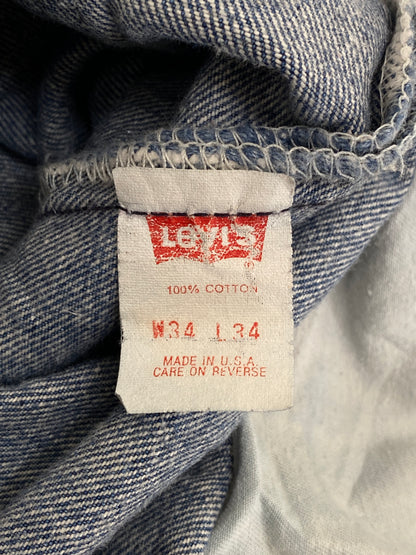 LEVI'S
100% COTTON
W34 L34
MADE IN U.S.A.
CARE ON REVERSE